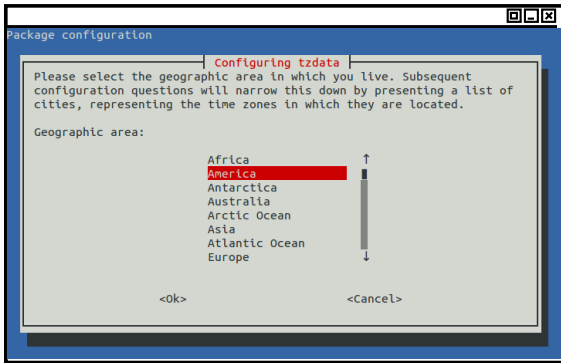 Package configuration
Configuring tzdata
Please select the geographic area in which you live. Subsequent
configuration questions will narrow this down by presenting a list of
cities, representing the time zones in which they are located.
Geographic area:
Africa
America
Antarctica
Australia
Arctic Ocean
Asia
Atlantic Ocean
Europe
<Ok> <Cancel>